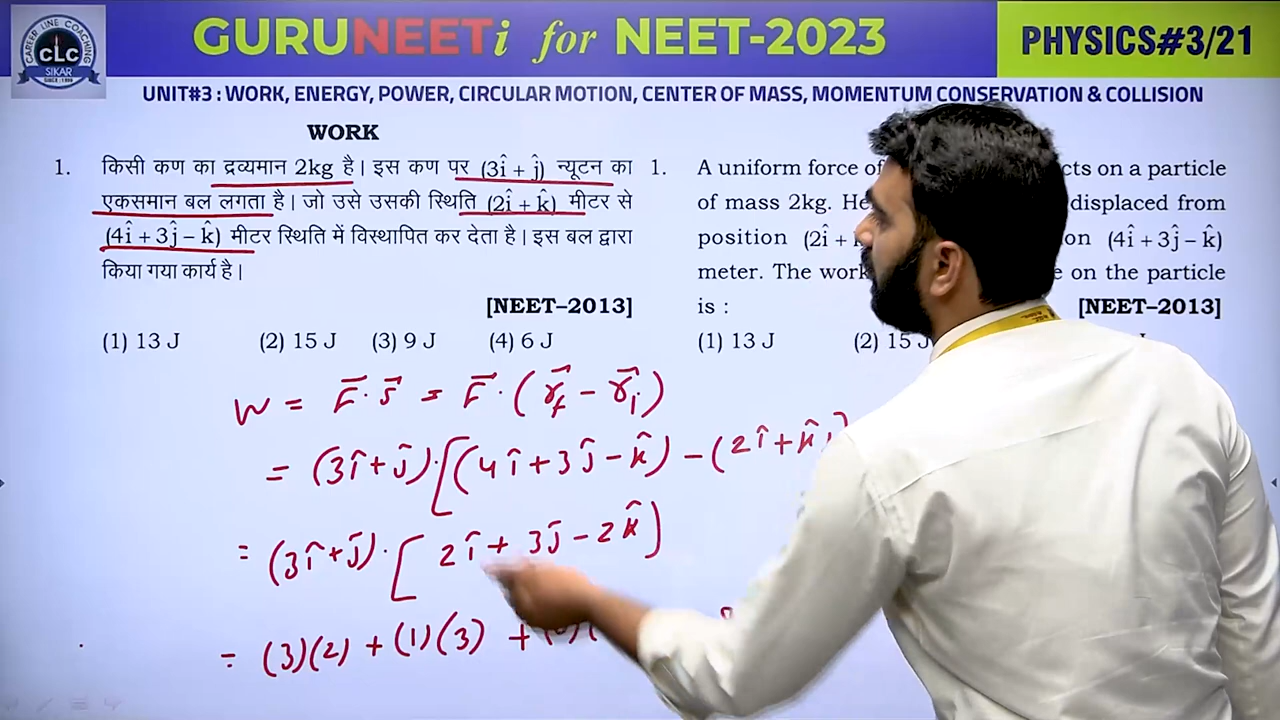 CAREER LINE COACHING
CLC
SIKAR
SINCE : 1996
GURUNEETi for NEET-2023
PHYSICS#3/21
UNIT#3 : WORK, ENERGY, POWER, CIRCULAR MOTION, CENTER OF MASS, MOMENTUM CONSERVATION & COLLISION
WORK
1. किसी कण का द्रव्यमान 2kg है। इस कण पर (3î + ĵ) न्यूटन का
एकसमान बल लगता है। जो उसे उसकी स्थिति (2î + k̂) मीटर से
(4î + 3ĵ – k̂) मीटर स्थिति में विस्थापित कर देता है। इस बल द्वारा
किया गया कार्य है।
[NEET–2013]
(1) 13 J (2) 15 J (3) 9 J (4) 6 J
1. A uniform force of cts on a particle
of mass 2kg. displaced from
position (2î + on (4î + 3ĵ – k̂)
meter. The work on the particle
is :
[NEET–2013]
(1) 13 J (2) 15 J
W = F⃗ . S⃗ = F⃗ . (r⃗f – r⃗i)
= (3î + ĵ) . [(4î + 3ĵ – k̂) – (2î + k̂)]
= (3î + ĵ) . [2î + 3ĵ – 2k̂]
= (3)(2) + (1)(3) +